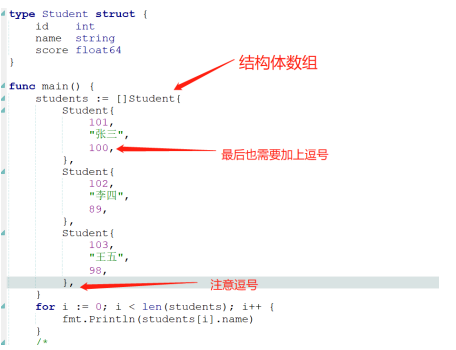 type Student struct {
id int
name string
score float64
}
func main() {
结构体数组
students := []Student{
Student{
101,
"张三",
100,
最后也需要加上逗号
},
Student{
102,
"李四",
89,
},
Student{
103,
"王五",
98,
},
注意逗号
}
for i := 0; i < len(students); i++ {
fmt.Println(students[i].name)
}
/*